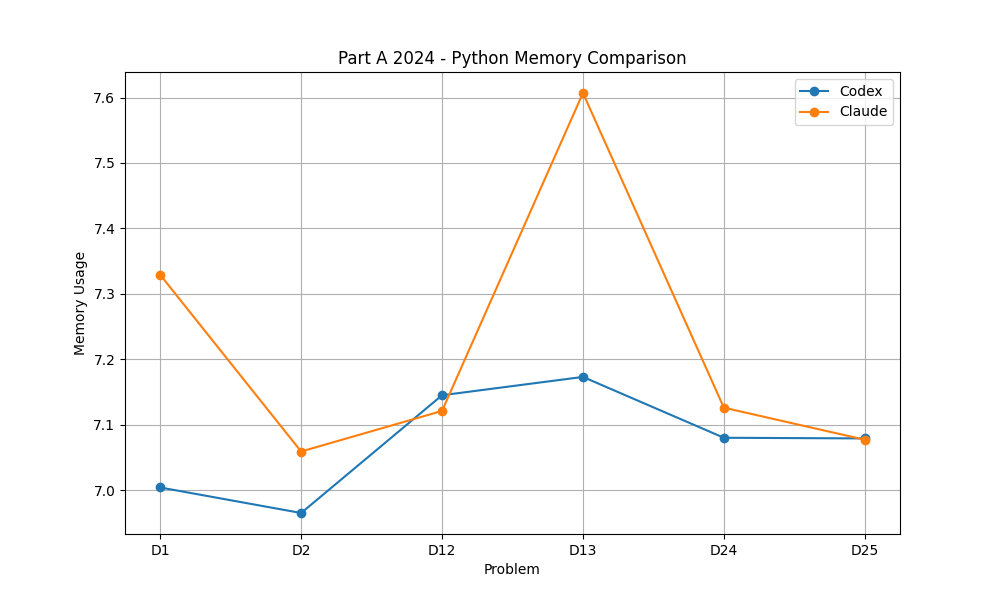 Part A 2024 - Python Memory Comparison
Codex
Claude
7.6
7.5
7.4
7.3
7.2
7.1
7.0
Memory Usage
D1 D2 D12 D13 D24 D25
Problem